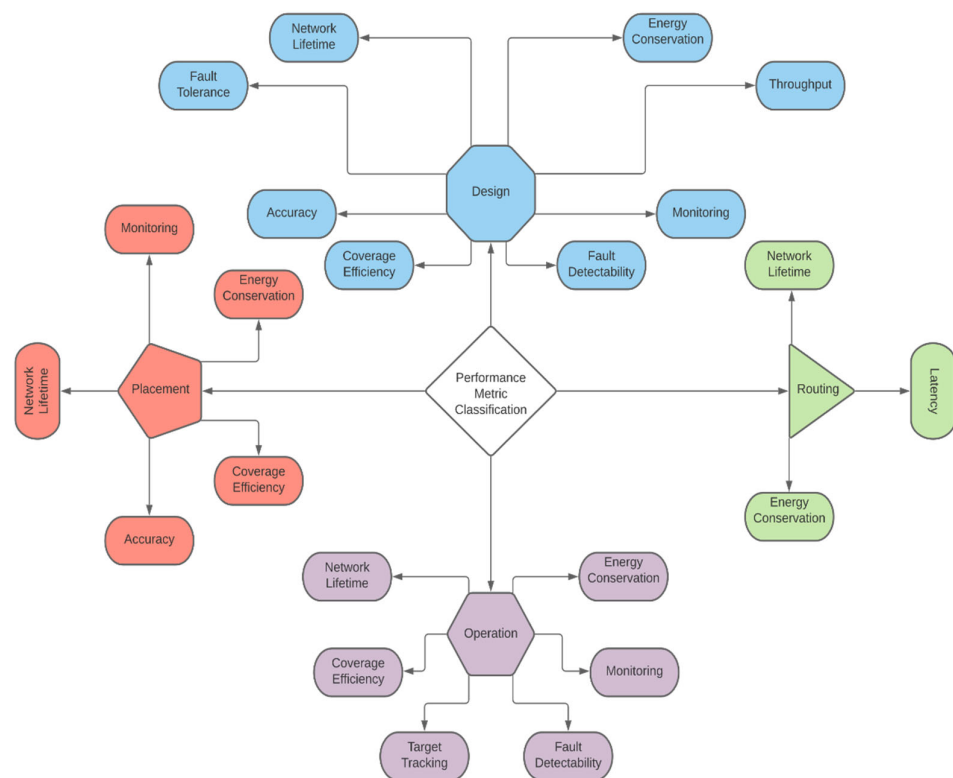 Network
Lifetime
Energy
Conservation
Fault
Tolerance
Throughput
Design
Accuracy
Monitoring
Coverage
Efficiency
Fault
Detectability
Monitoring
Energy
Conservation
Network
Lifetime
Placement
Coverage
Efficiency
Accuracy
Performance
Metric
Classification
Network
Lifetime
Routing
Latency
Energy
Conservation
Network
Lifetime
Energy
Conservation
Operation
Coverage
Efficiency
Monitoring
Target
Tracking
Fault
Detectability